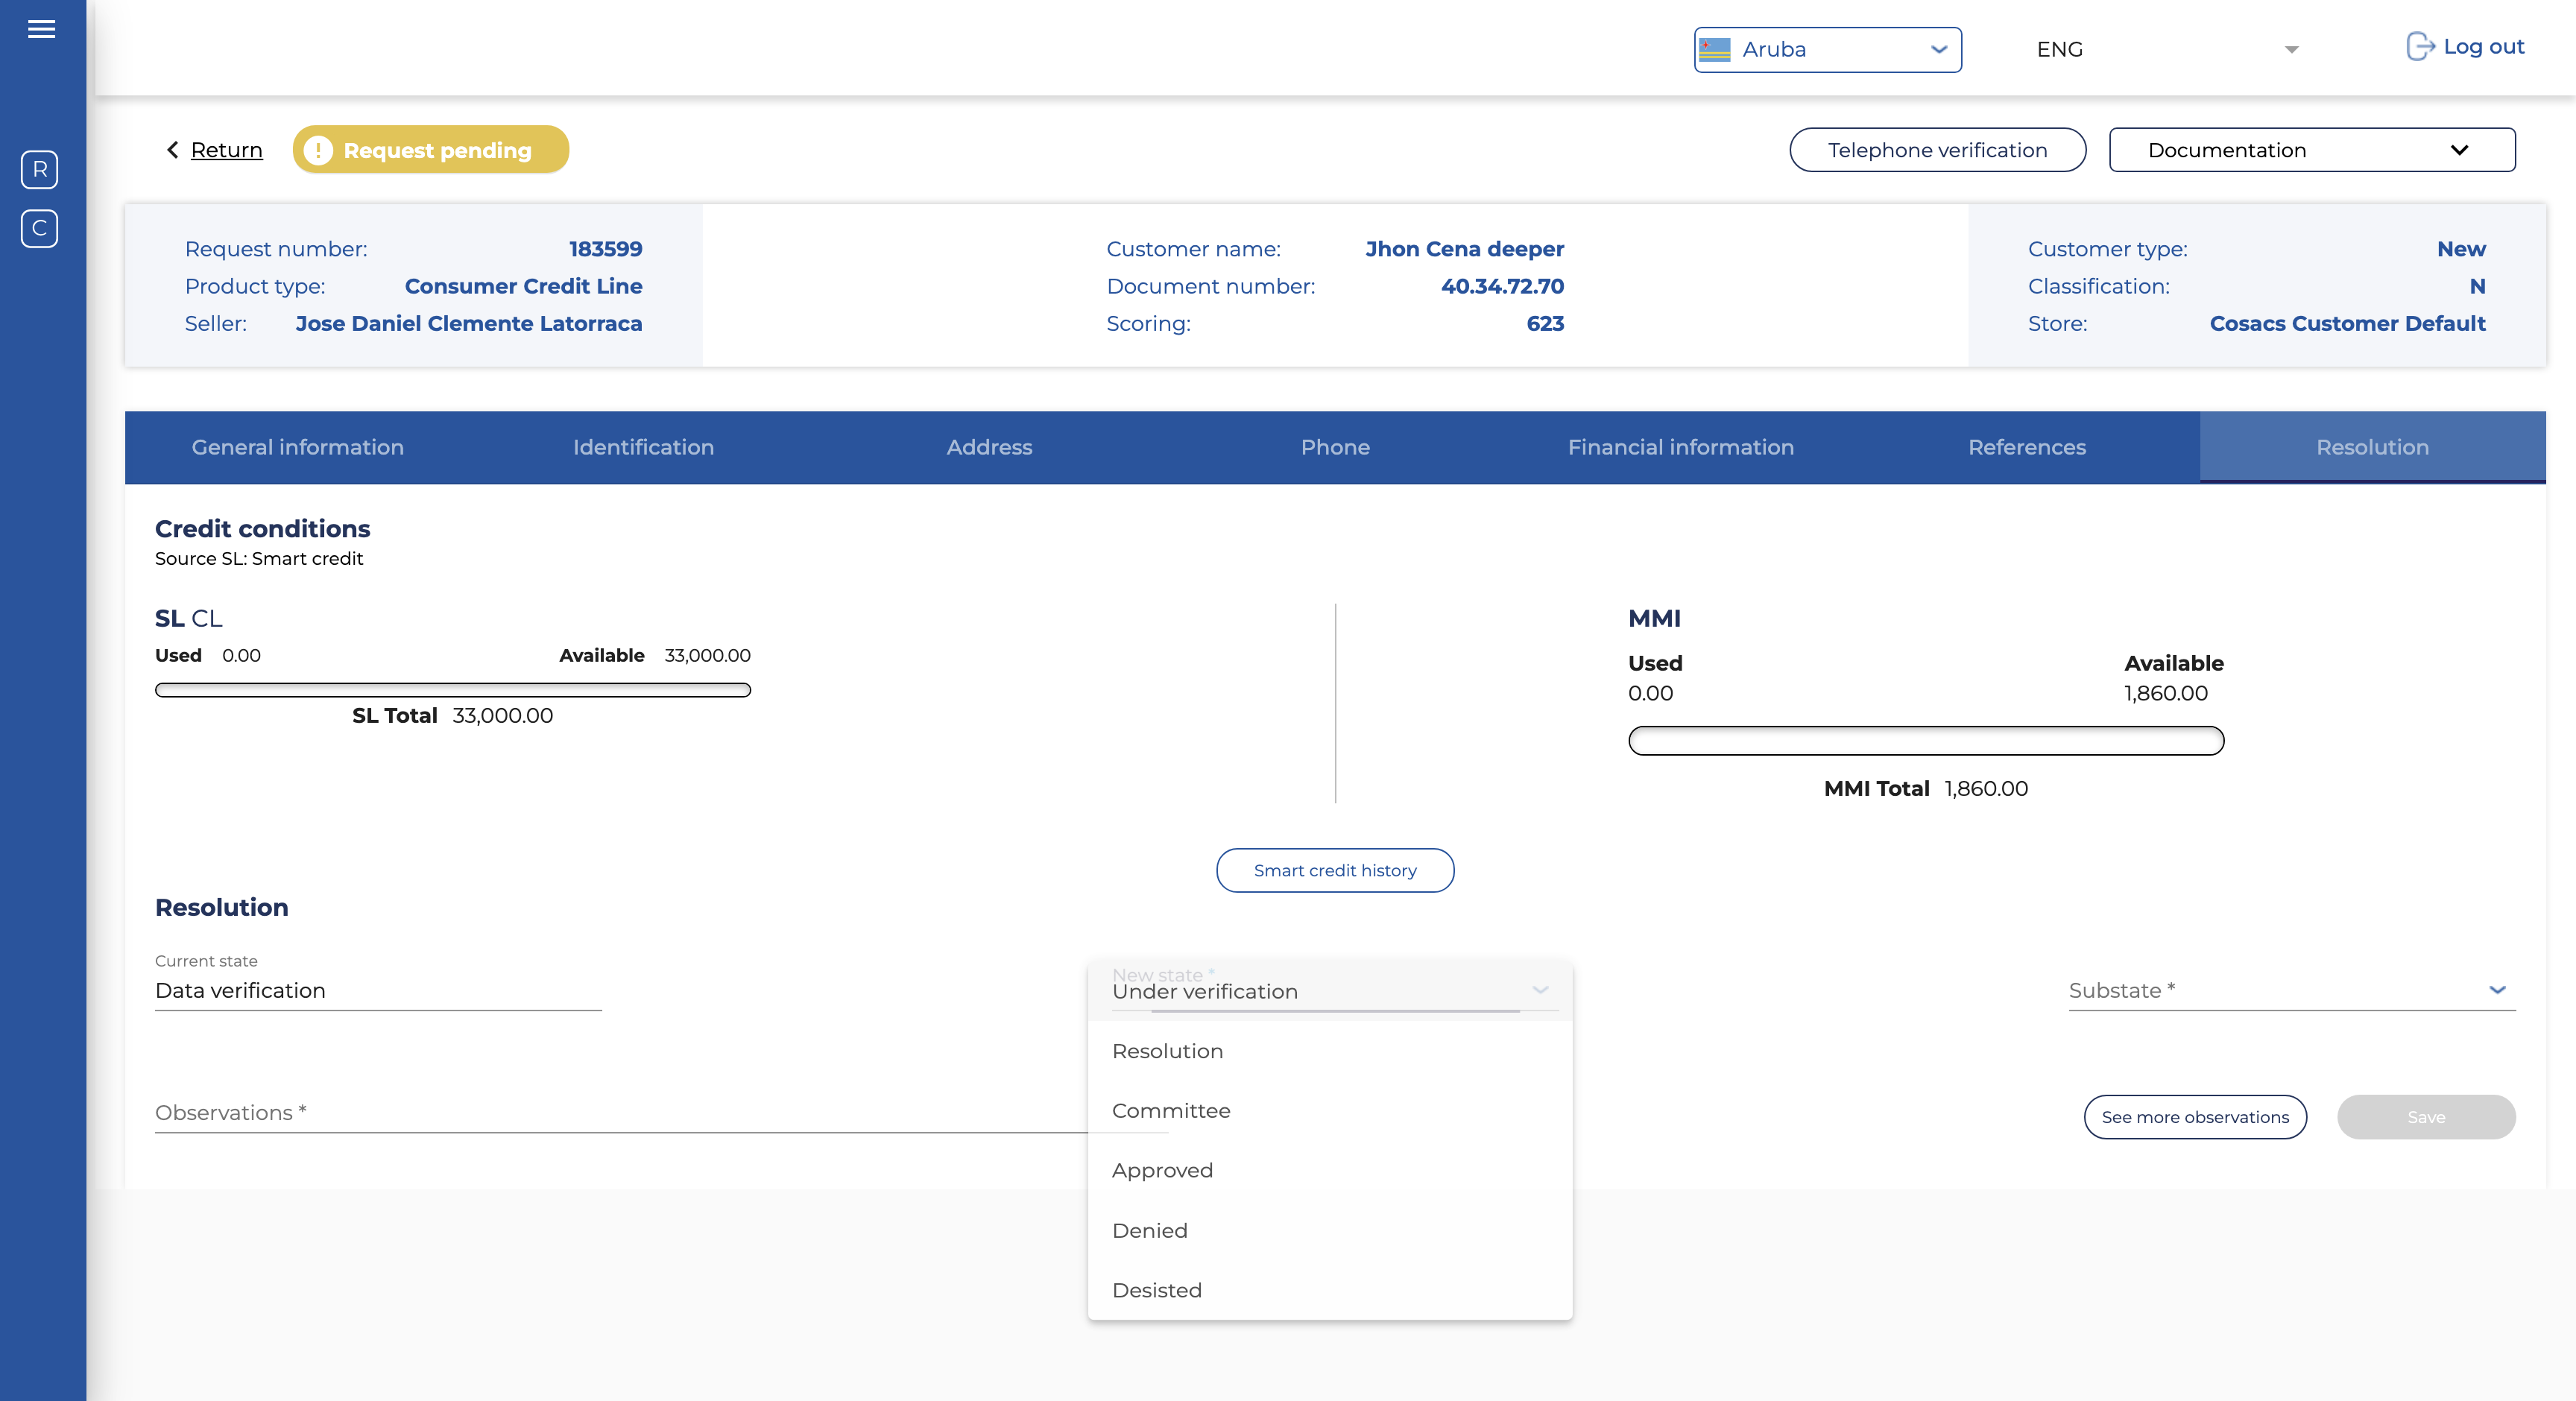 Aruba
ENG
Log out
R
C
Return
Request pending
Telephone verification
Documentation
Request number: 183599
Product type: Consumer Credit Line
Seller: Jose Daniel Clemente Latorraca
Customer name: Jhon Cena deeper
Document number: 40.34.72.70
Scoring: 623
Customer type: New
Classification: N
Store: Cosacs Customer Default
General information
Identification
Address
Phone
Financial information
References
Resolution
Credit conditions
Source SL: Smart credit
SL CL
Used 0.00 Available 33,000.00
SL Total 33,000.00
MMI
Used Available
0.00 1,860.00
MMI Total 1,860.00
Smart credit history
Resolution
Current state
Data verification
New state *
Under verification
Resolution
Committee
Approved
Denied
Desisted
Substate *
Observations *
See more observations
Save